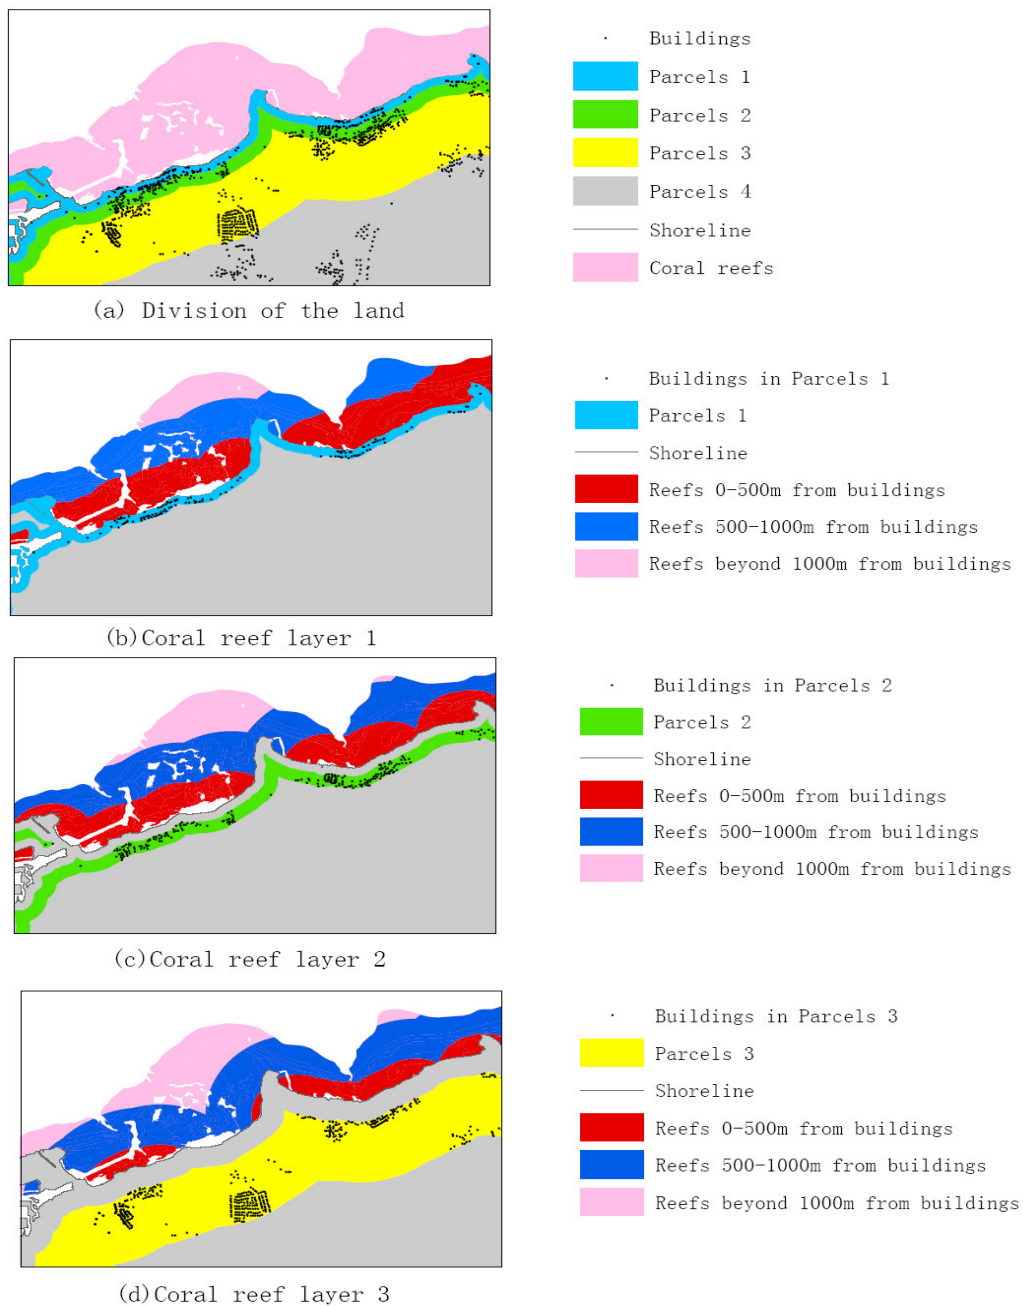 Buildings
Parcels 1
Parcels 2
Parcels 3
Parcels 4
Shoreline
Coral reefs
(a) Division of the land
Buildings in Parcels 1
Parcels 1
Shoreline
Reefs 0-500m from buildings
Reefs 500-1000m from buildings
Reefs beyond 1000m from buildings
(b)Coral reef layer 1
Buildings in Parcels 2
Parcels 2
Shoreline
Reefs 0-500m from buildings
Reefs 500-1000m from buildings
Reefs beyond 1000m from buildings
(c)Coral reef layer 2
Buildings in Parcels 3
Parcels 3
Shoreline
Reefs 0-500m from buildings
Reefs 500-1000m from buildings
Reefs beyond 1000m from buildings
(d)Coral reef layer 3